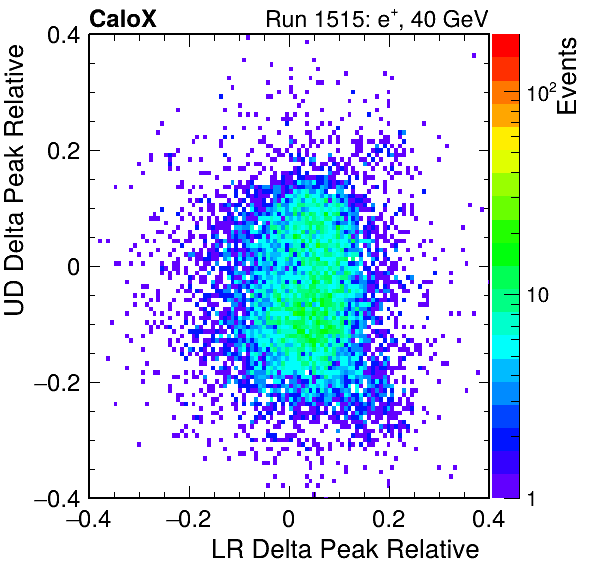 CaloX
Run 1515: e⁺, 40 GeV
UD Delta Peak Relative
0.4
0.2
0
−0.2
−0.4
−0.4
−0.2
0
0.2
0.4
LR Delta Peak Relative
Events
10²
10
1